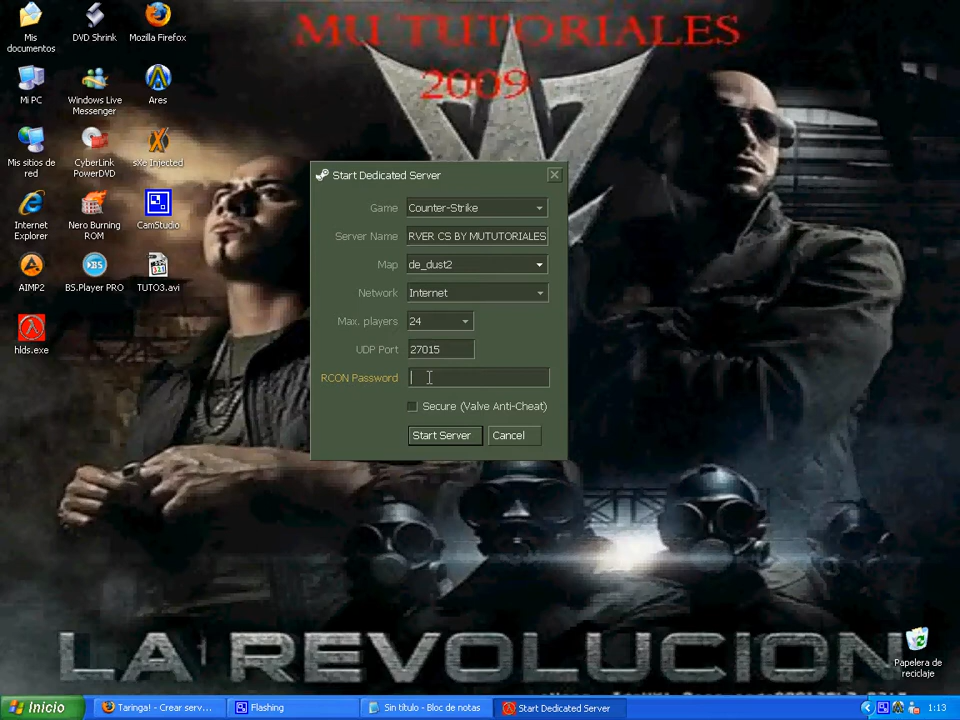 MU TUTORIALES
2009
Mis
documentos
DVD Shrink
Mozilla Firefox
Mi PC
Windows Live
Messenger
Ares
Mis sitios de
red
CyberLink
PowerDVD
sXe Injected
Internet
Explorer
Nero Burning
ROM
CamStudio
AIMP2
BS.Player PRO
TUTO3.avi
hlds.exe
Start Dedicated Server
Game
Counter-Strike
Server Name
RVER CS BY MUTUTORIALES
Map
de_dust2
Network
Internet
Max. players
24
UDP Port
27015
RCON Password
Secure (Valve Anti-Cheat)
Start Server
Cancel
LA REVOLUCION
Papelera de
reciclaje
Inicio
Taringa! - Crear serv...
Flashing
Sin título - Bloc de notas
Start Dedicated Server
1:13